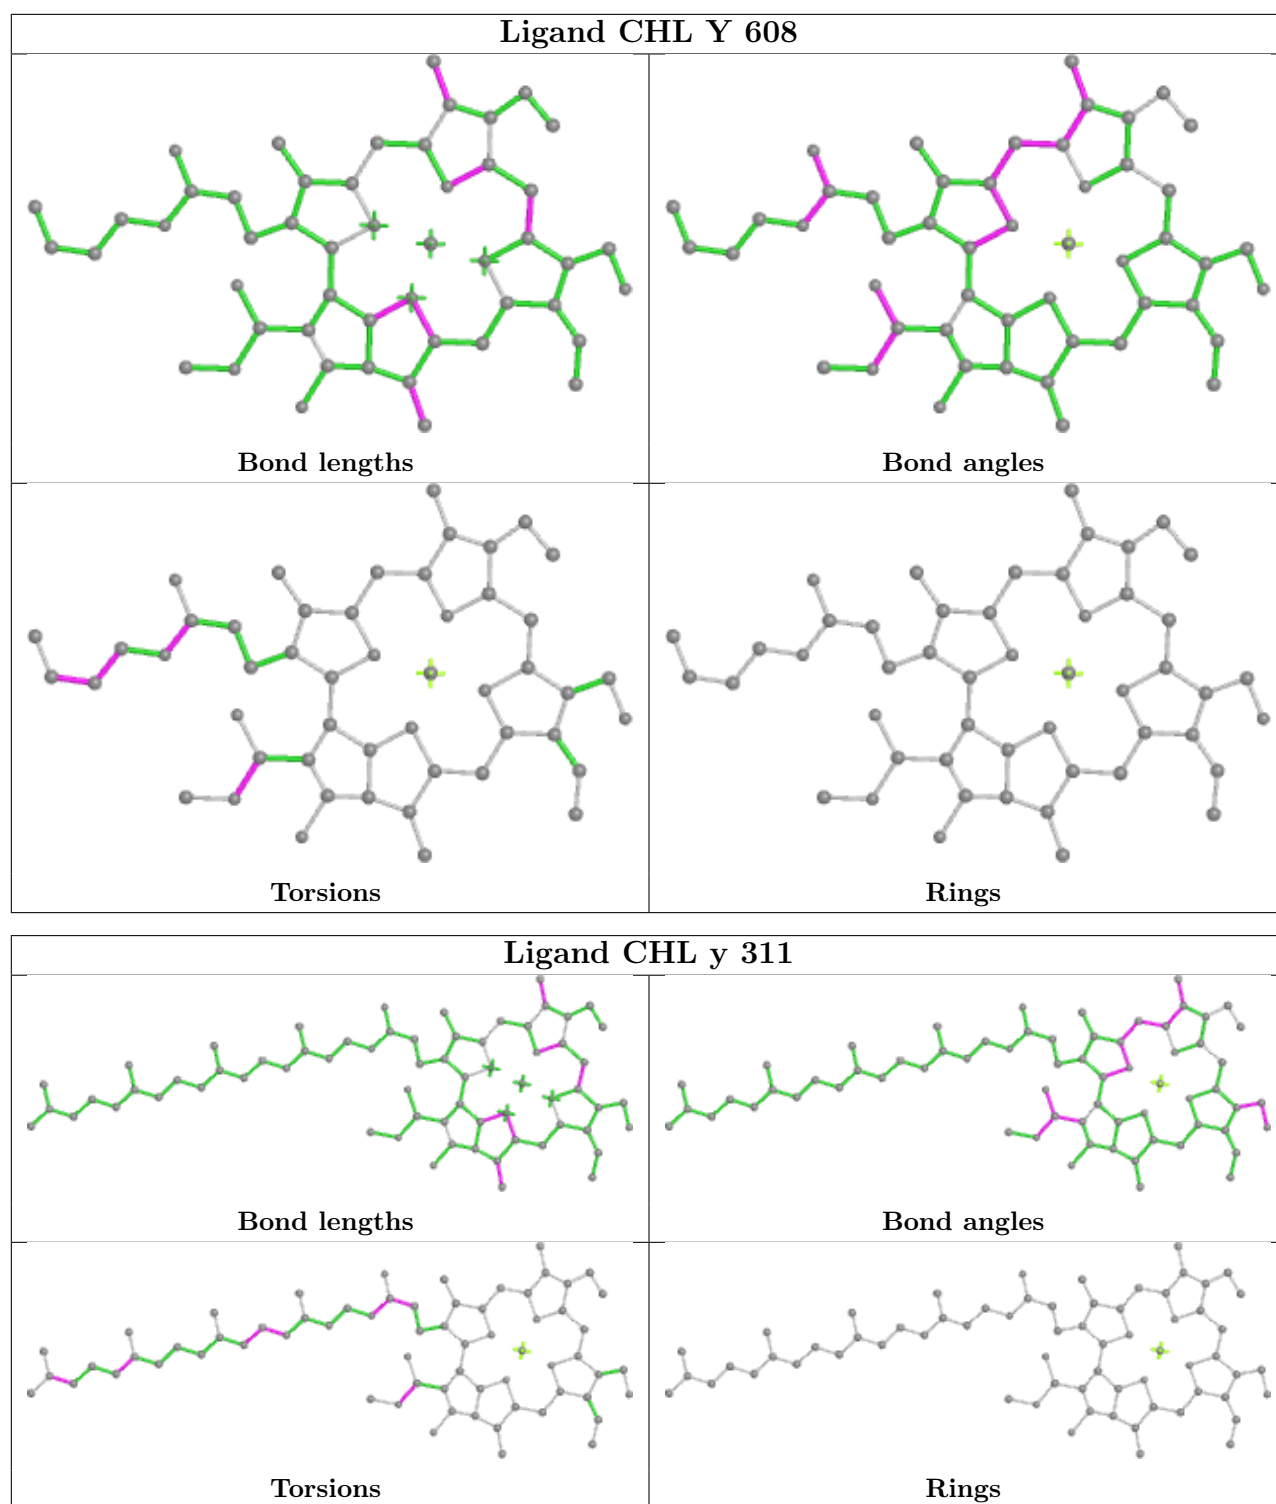 Ligand CHL Y 608
Bond lengths
Bond angles
Torsions
Rings
Ligand CHL y 311
Bond lengths
Bond angles
Torsions
Rings